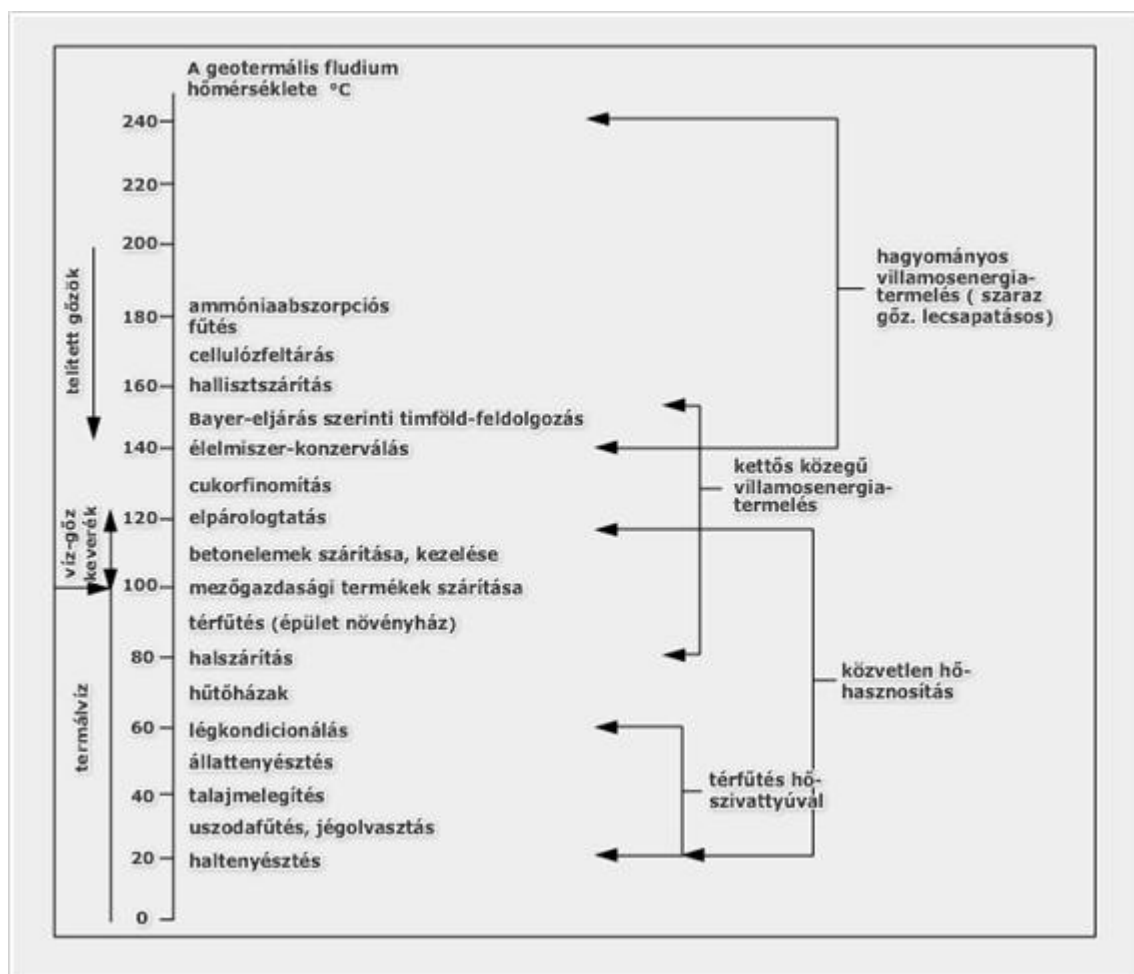 A geotermális fludium
hőmérséklete °C
240
220
200
180
160
140
120
100
80
60
40
20
0
telített gőzök
víz-gőz
keverék
termálvíz
ammóniaabszorpciós
fűtés
cellulózfeltárás
hallisztszárítás
Bayer-eljárás szerinti timföld-feldolgozás
élelmiszer-konzerválás
cukorfinomítás
elpárologtatás
betonelemek szárítása, kezelése
mezőgazdasági termékek szárítása
térfűtés (épület növényház)
halszárítás
hűtőházak
légkondicionálás
állattenyésztés
talajmelegítés
uszodafűtés, jégolvasztás
haltenyésztés
hagyományos
villamosenergia-
termelés ( száraz
gőz. lecsapatásos)
kettős közegű
villamosenergia-
termelés
közvetlen hő-
hasznosítás
térfűtés hő-
szivattyúvál